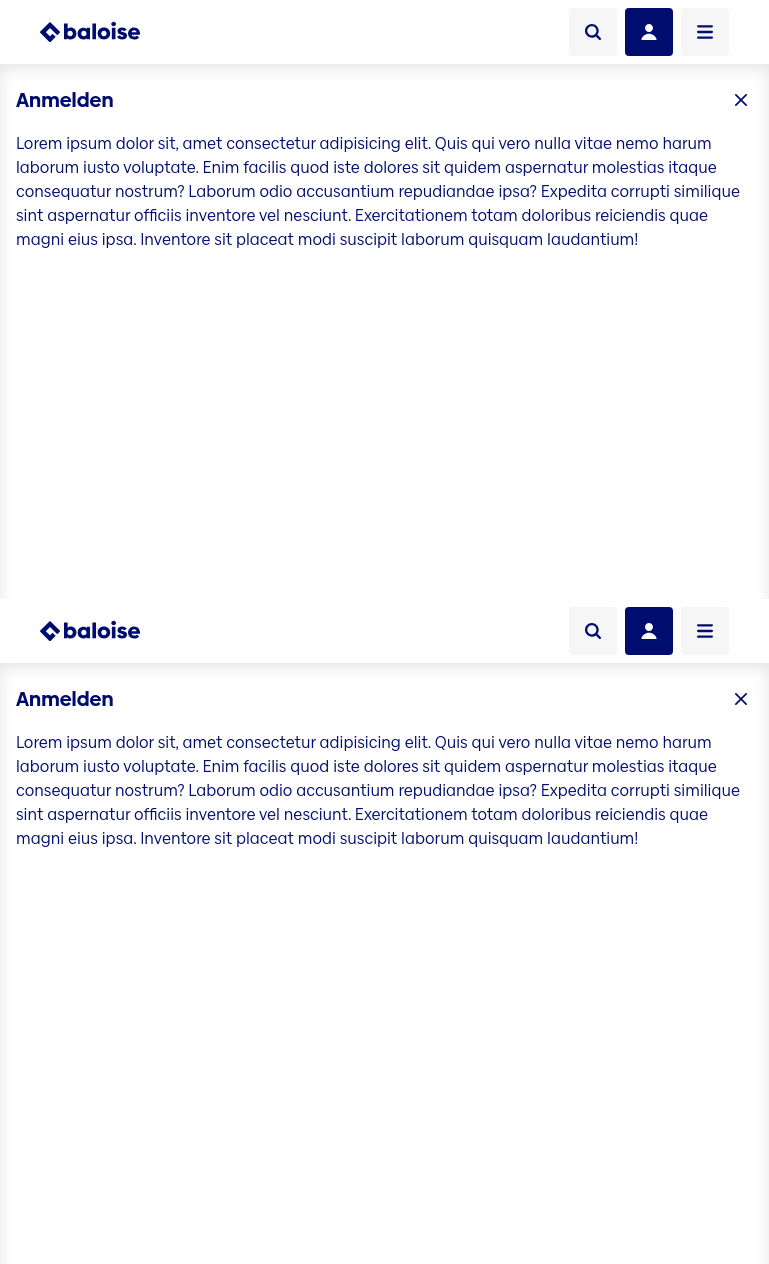 baloise
Anmelden
Lorem ipsum dolor sit, amet consectetur adipisicing elit. Quis qui vero nulla vitae nemo harum
laborum iusto voluptate. Enim facilis quod iste dolores sit quidem aspernatur molestias itaque
consequatur nostrum? Laborum odio accusantium repudiandae ipsa? Expedita corrupti similique
sint aspernatur officiis inventore vel nesciunt. Exercitationem totam doloribus reiciendis quae
magni eius ipsa. Inventore sit placeat modi suscipit laborum quisquam laudantium!
baloise
Anmelden
Lorem ipsum dolor sit, amet consectetur adipisicing elit. Quis qui vero nulla vitae nemo harum
laborum iusto voluptate. Enim facilis quod iste dolores sit quidem aspernatur molestias itaque
consequatur nostrum? Laborum odio accusantium repudiandae ipsa? Expedita corrupti similique
sint aspernatur officiis inventore vel nesciunt. Exercitationem totam doloribus reiciendis quae
magni eius ipsa. Inventore sit placeat modi suscipit laborum quisquam laudantium!